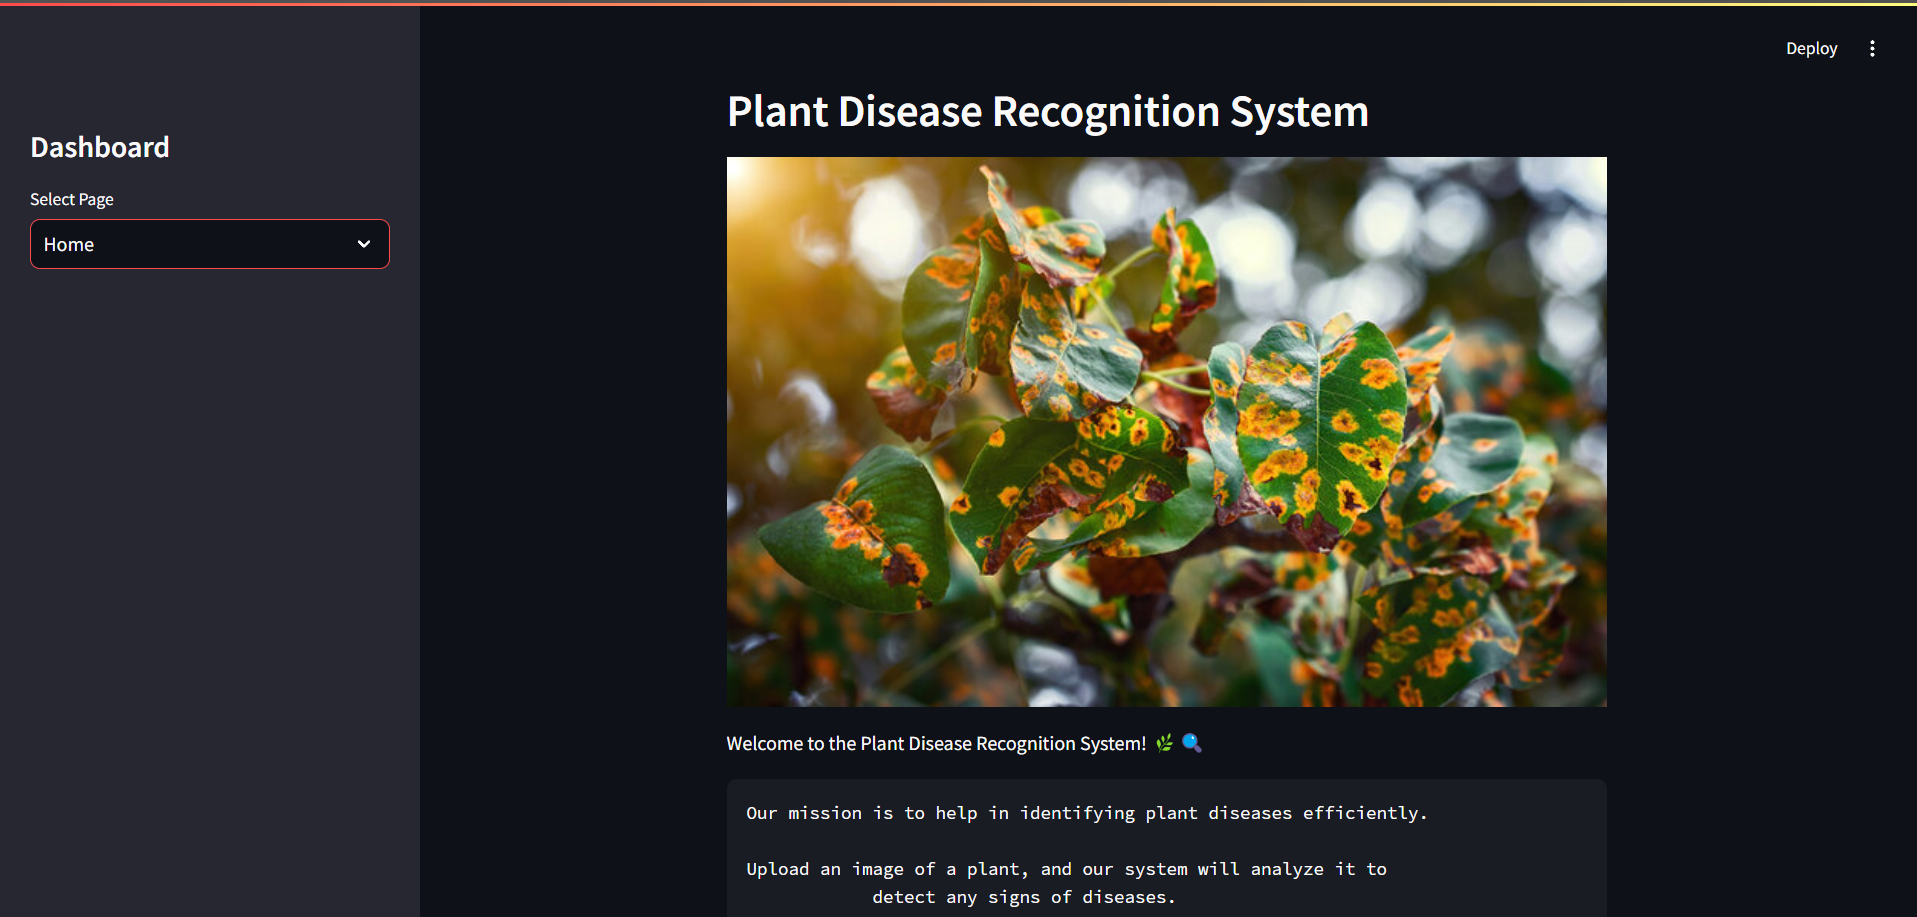 Deploy
Dashboard
Select Page
Home
Plant Disease Recognition System
Welcome to the Plant Disease Recognition System! 🌿 🔍
Our mission is to help in identifying plant diseases efficiently.
Upload an image of a plant, and our system will analyze it to
detect any signs of diseases.